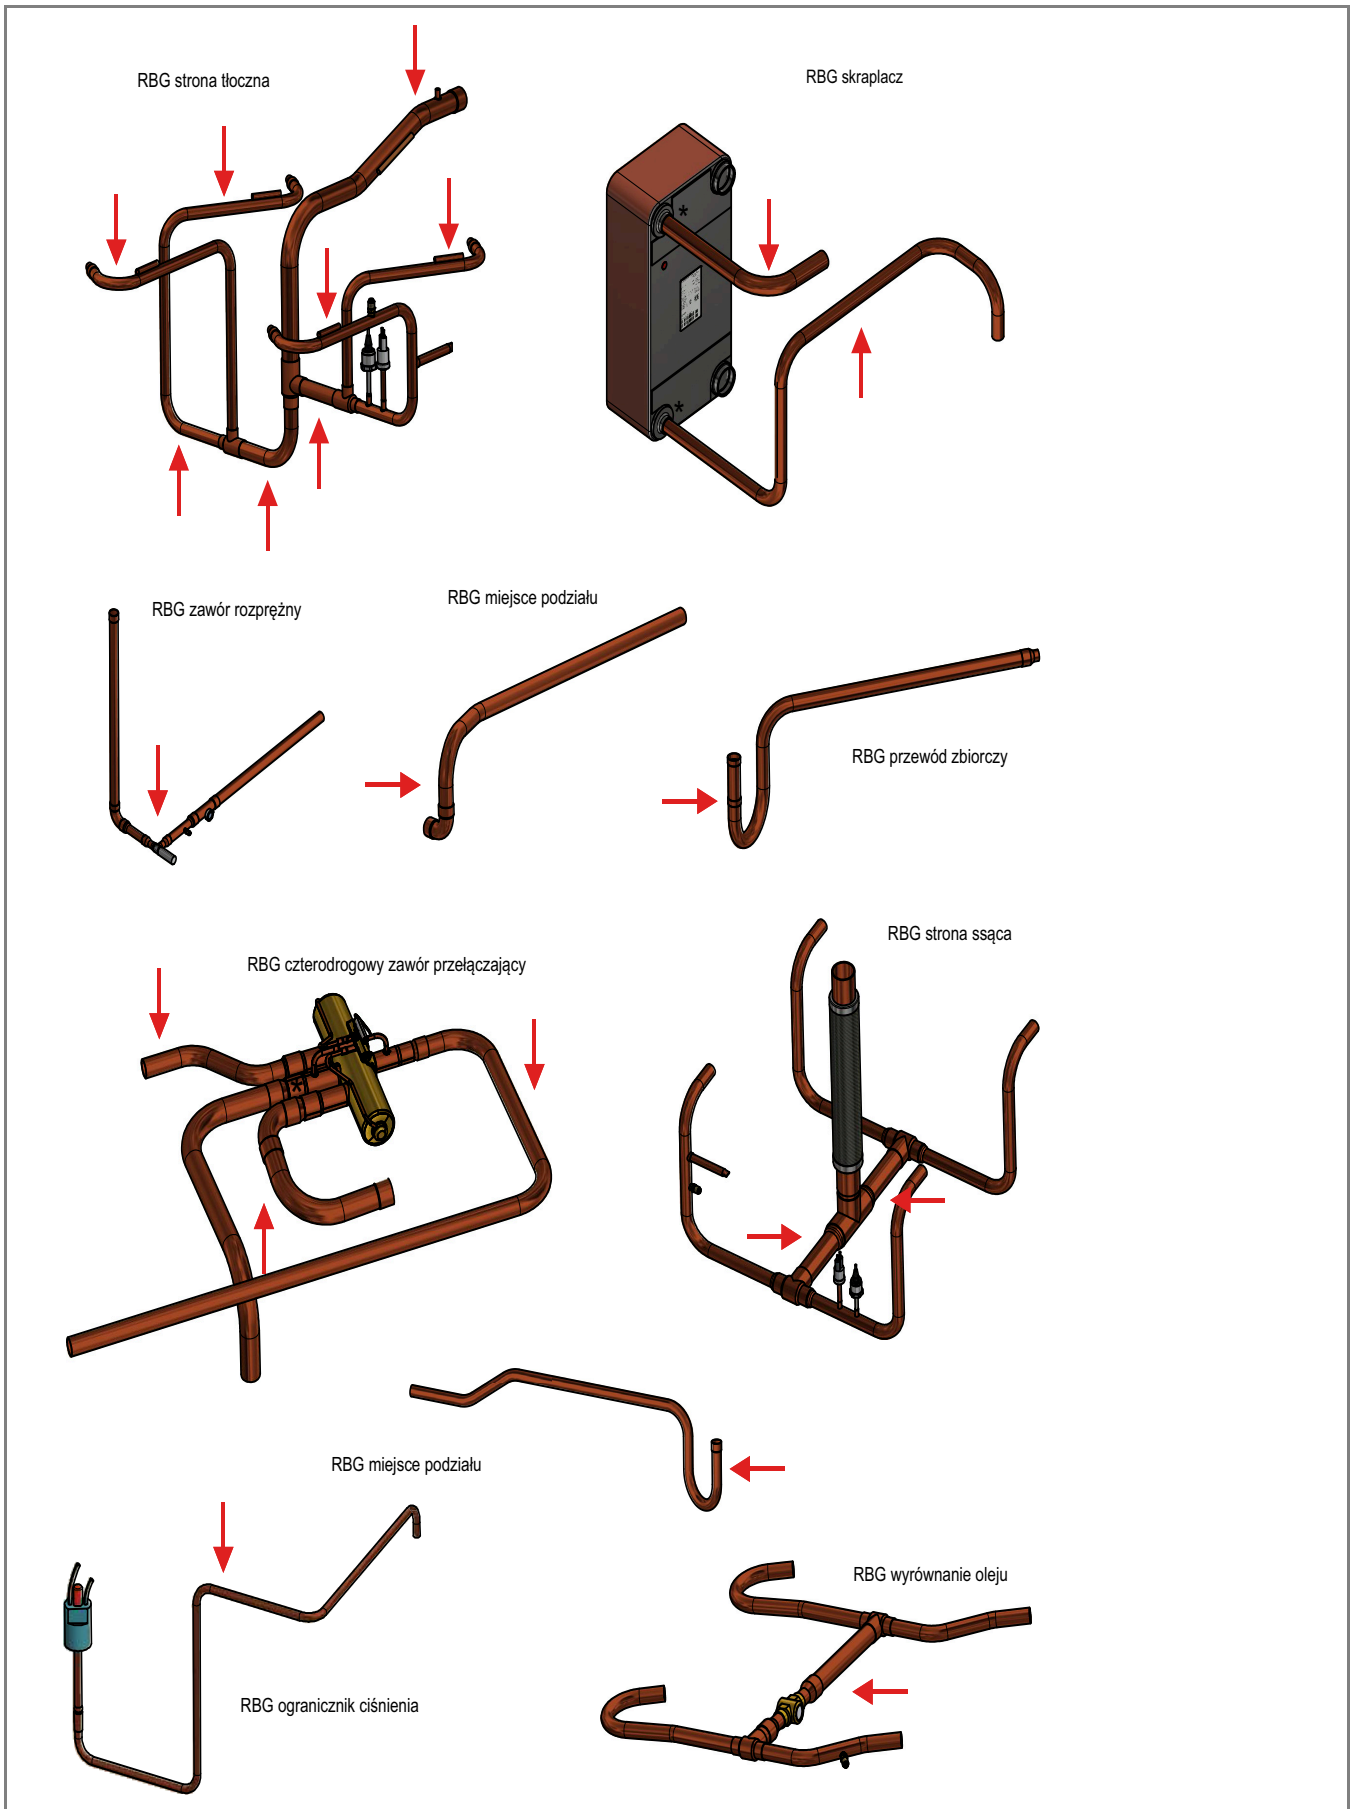 RBG strona tłoczna
RBG skraplacz
RBG zawór rozprężny
RBG miejsce podziału
RBG przewód zbiorczy
RBG czterodrogowy zawór przełączający
RBG strona ssąca
RBG miejsce podziału
RBG wyrównanie oleju
RBG ogranicznik ciśnienia